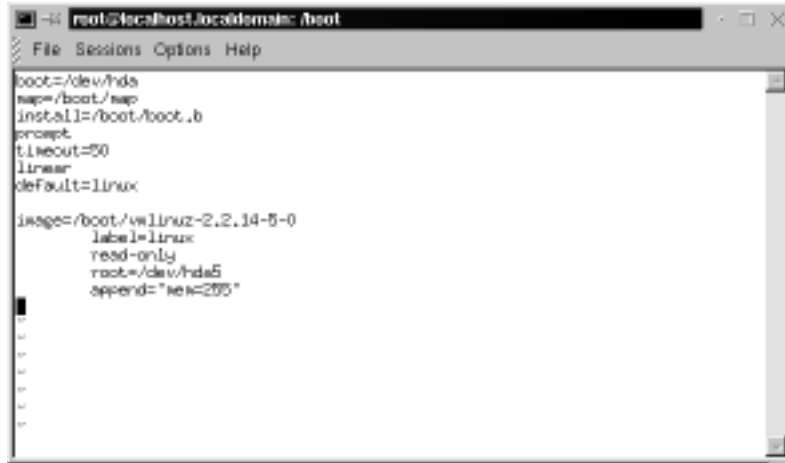 root@localhost.localdomain: /boot
File Sessions Options Help
boot=/dev/hda
map=/boot/map
install=/boot/boot.b
prompt
timeout=50
linear
default=linux
image=/boot/vmlinuz-2.2.14-5-0
label=linux
read-only
root=/dev/hda5
append="mem=255"
~
~
~
~
~
~
~